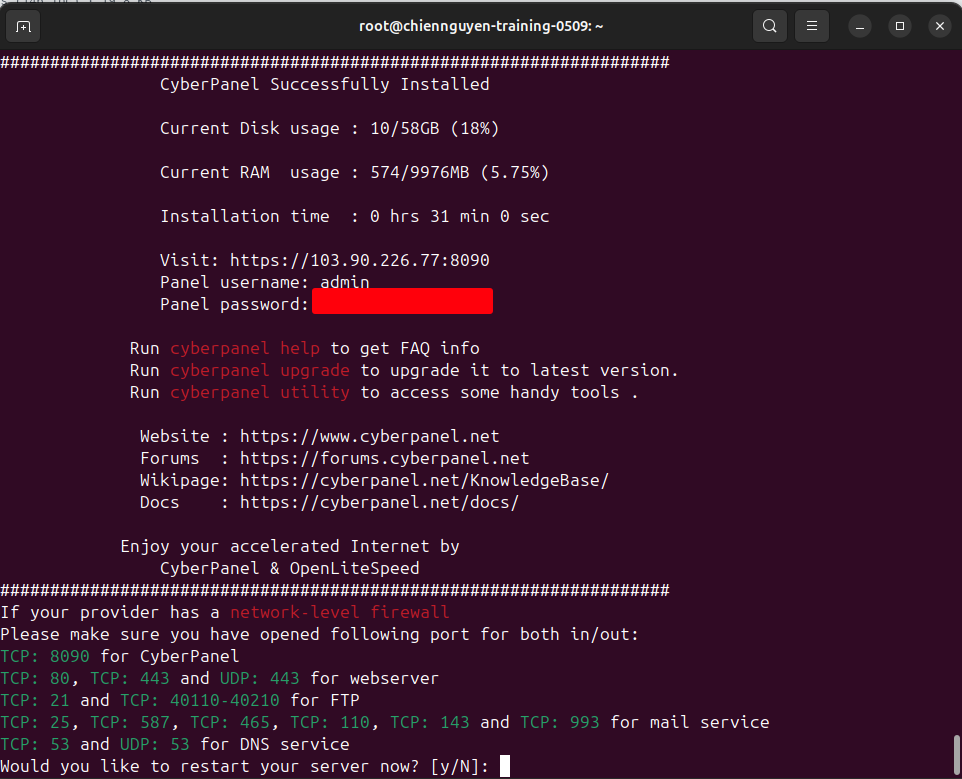 root@chiennguyen-training-0509: ~
###################################################################
CyberPanel Successfully Installed
Current Disk usage : 10/58GB (18%)
Current RAM  usage : 574/9976MB (5.75%)
Installation time  : 0 hrs 31 min 0 sec
Visit: https://103.90.226.77:8090
Panel username: admin
Panel password:
Run cyberpanel help to get FAQ info
Run cyberpanel upgrade to upgrade it to latest version.
Run cyberpanel utility to access some handy tools .
Website : https://www.cyberpanel.net
Forums  : https://forums.cyberpanel.net
Wikipage: https://cyberpanel.net/KnowledgeBase/
Docs    : https://cyberpanel.net/docs/
Enjoy your accelerated Internet by
CyberPanel & OpenLiteSpeed
###################################################################
If your provider has a network-level firewall
Please make sure you have opened following port for both in/out:
TCP: 8090 for CyberPanel
TCP: 80, TCP: 443 and UDP: 443 for webserver
TCP: 21 and TCP: 40110-40210 for FTP
TCP: 25, TCP: 587, TCP: 465, TCP: 110, TCP: 143 and TCP: 993 for mail service
TCP: 53 and UDP: 53 for DNS service
Would you like to restart your server now? [y/N]: